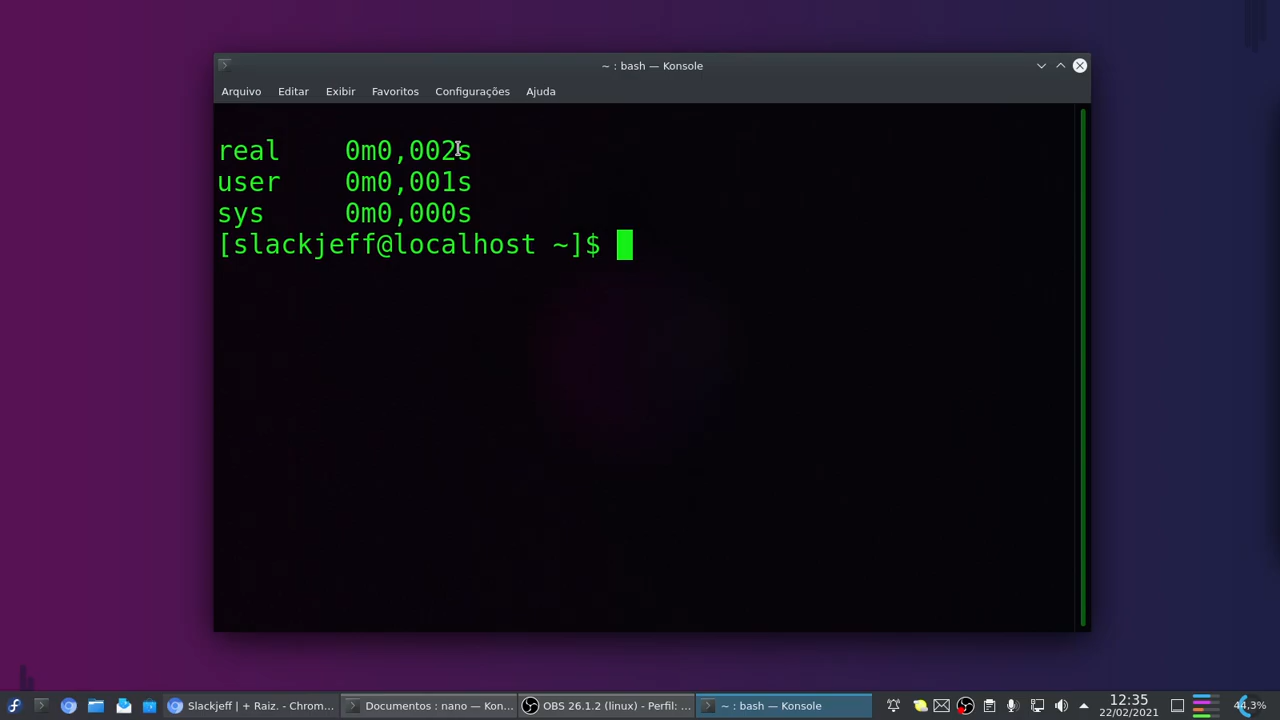 ~ : bash — Konsole
Arquivo Editar Exibir Favoritos Configurações Ajuda
real 0m0,002s
user 0m0,001s
sys 0m0,000s
[slackjeff@localhost ~]$
Slackjeff | + Raiz. - Chrom... Documentos : nano — Kon... OBS 26.1.2 (linux) - Perfil: ... ~ : bash — Konsole 12:35 44,3%
22/02/2021